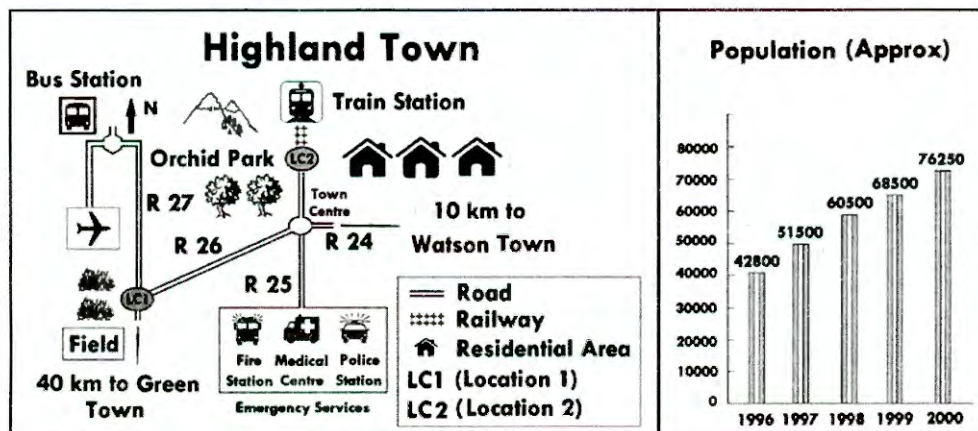 Highland Town
Bus Station
N
Train Station
Orchid Park
LC2
R 27
Town
Centre
R 26
R 24
10 km to
Watson Town
R 25
LC1
Field
40 km to Green
Town
Fire
Station
Medical
Centre
Police
Station
Emergency Services
Road
Railway
Residential Area
LC1 (Location 1)
LC2 (Location 2)
Population (Approx)
80000
70000
60000
50000
40000
30000
20000
10000
0
42800
51500
60500
68500
76250
1996 1997 1998 1999 2000